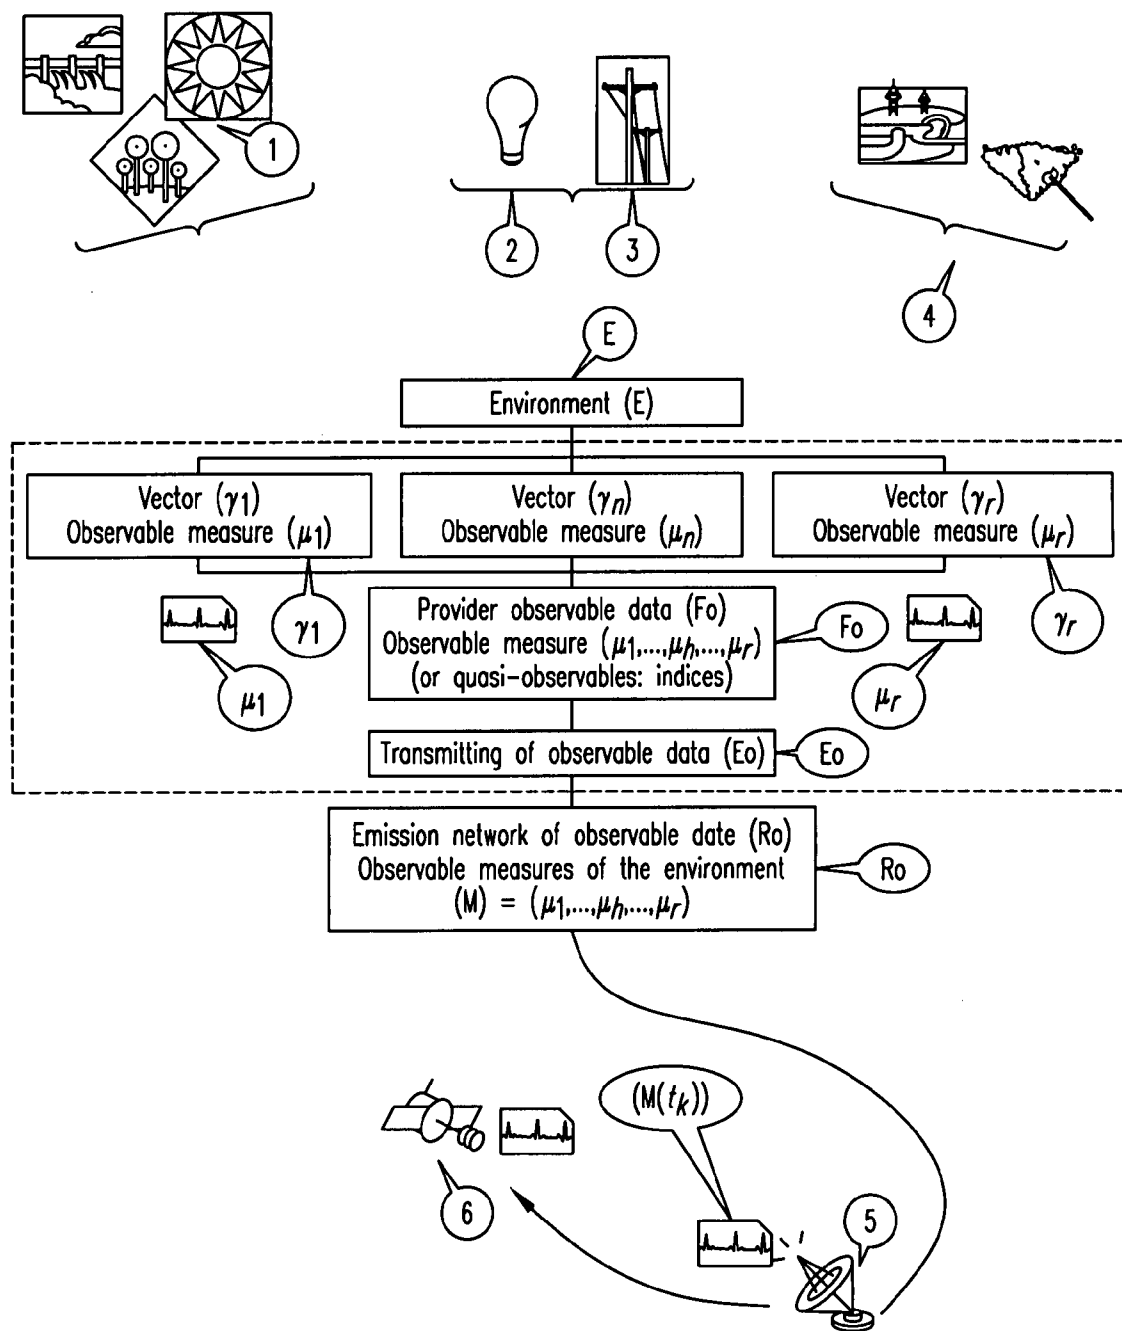 1
2
3
4
E
Environment (E)
Vector (γ1)
Observable measure (μ1)
Vector (γn)
Observable measure (μn)
Vector (γr)
Observable measure (μr)
γ1
Provider observable data (Fo)
Observable measure (μ1,...,μh,...,μr)
(or quasi-observables: indices)
Fo
γr
μ1
μr
Transmitting of observable data (Eo)
Eo
Emission network of observable date (Ro)
Observable measures of the environment
(M) = (μ1,...,μh,...,μr)
Ro
(M(tk))
6
5